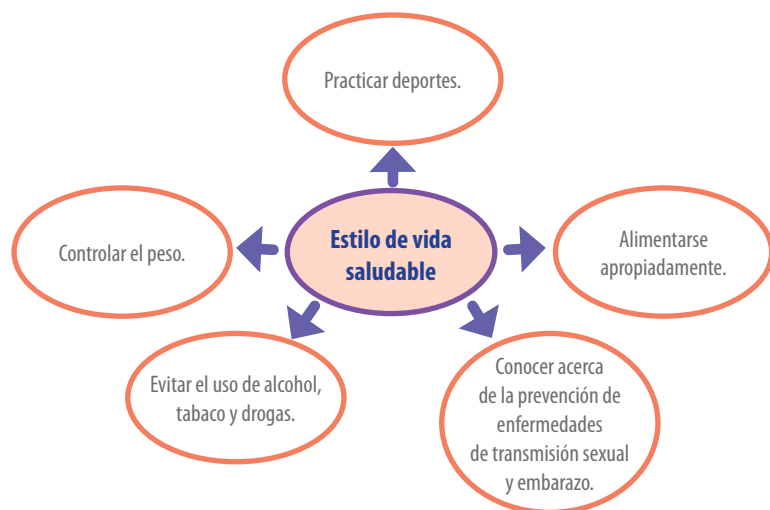 Practicar deportes.
Controlar el peso.
Estilo de vida
saludable
Alimentarse
apropiadamente.
Evitar el uso de alcohol,
tabaco y drogas.
Conocer acerca
de la prevención de
enfermedades
de transmisión sexual
y embarazo.